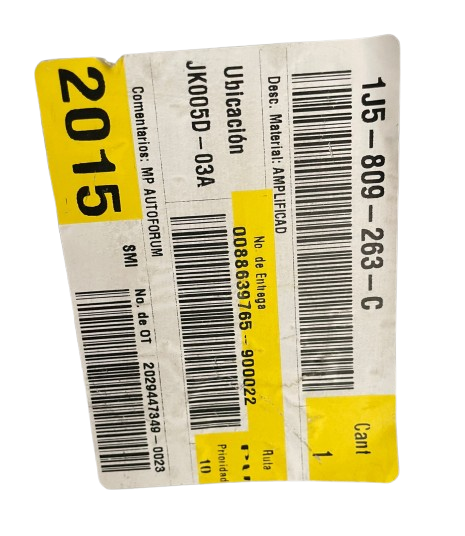 1J5-809-263-C
Cant
1
Desc. Material: AMPLIFICAD
Ubicación
JK005D-03A
No de Entrega
0088639765-900022
Ruta
Prioridad
10
Comentarios: MP AUTOFORUM
SMI
No. de OT 2029447349-0023
2015